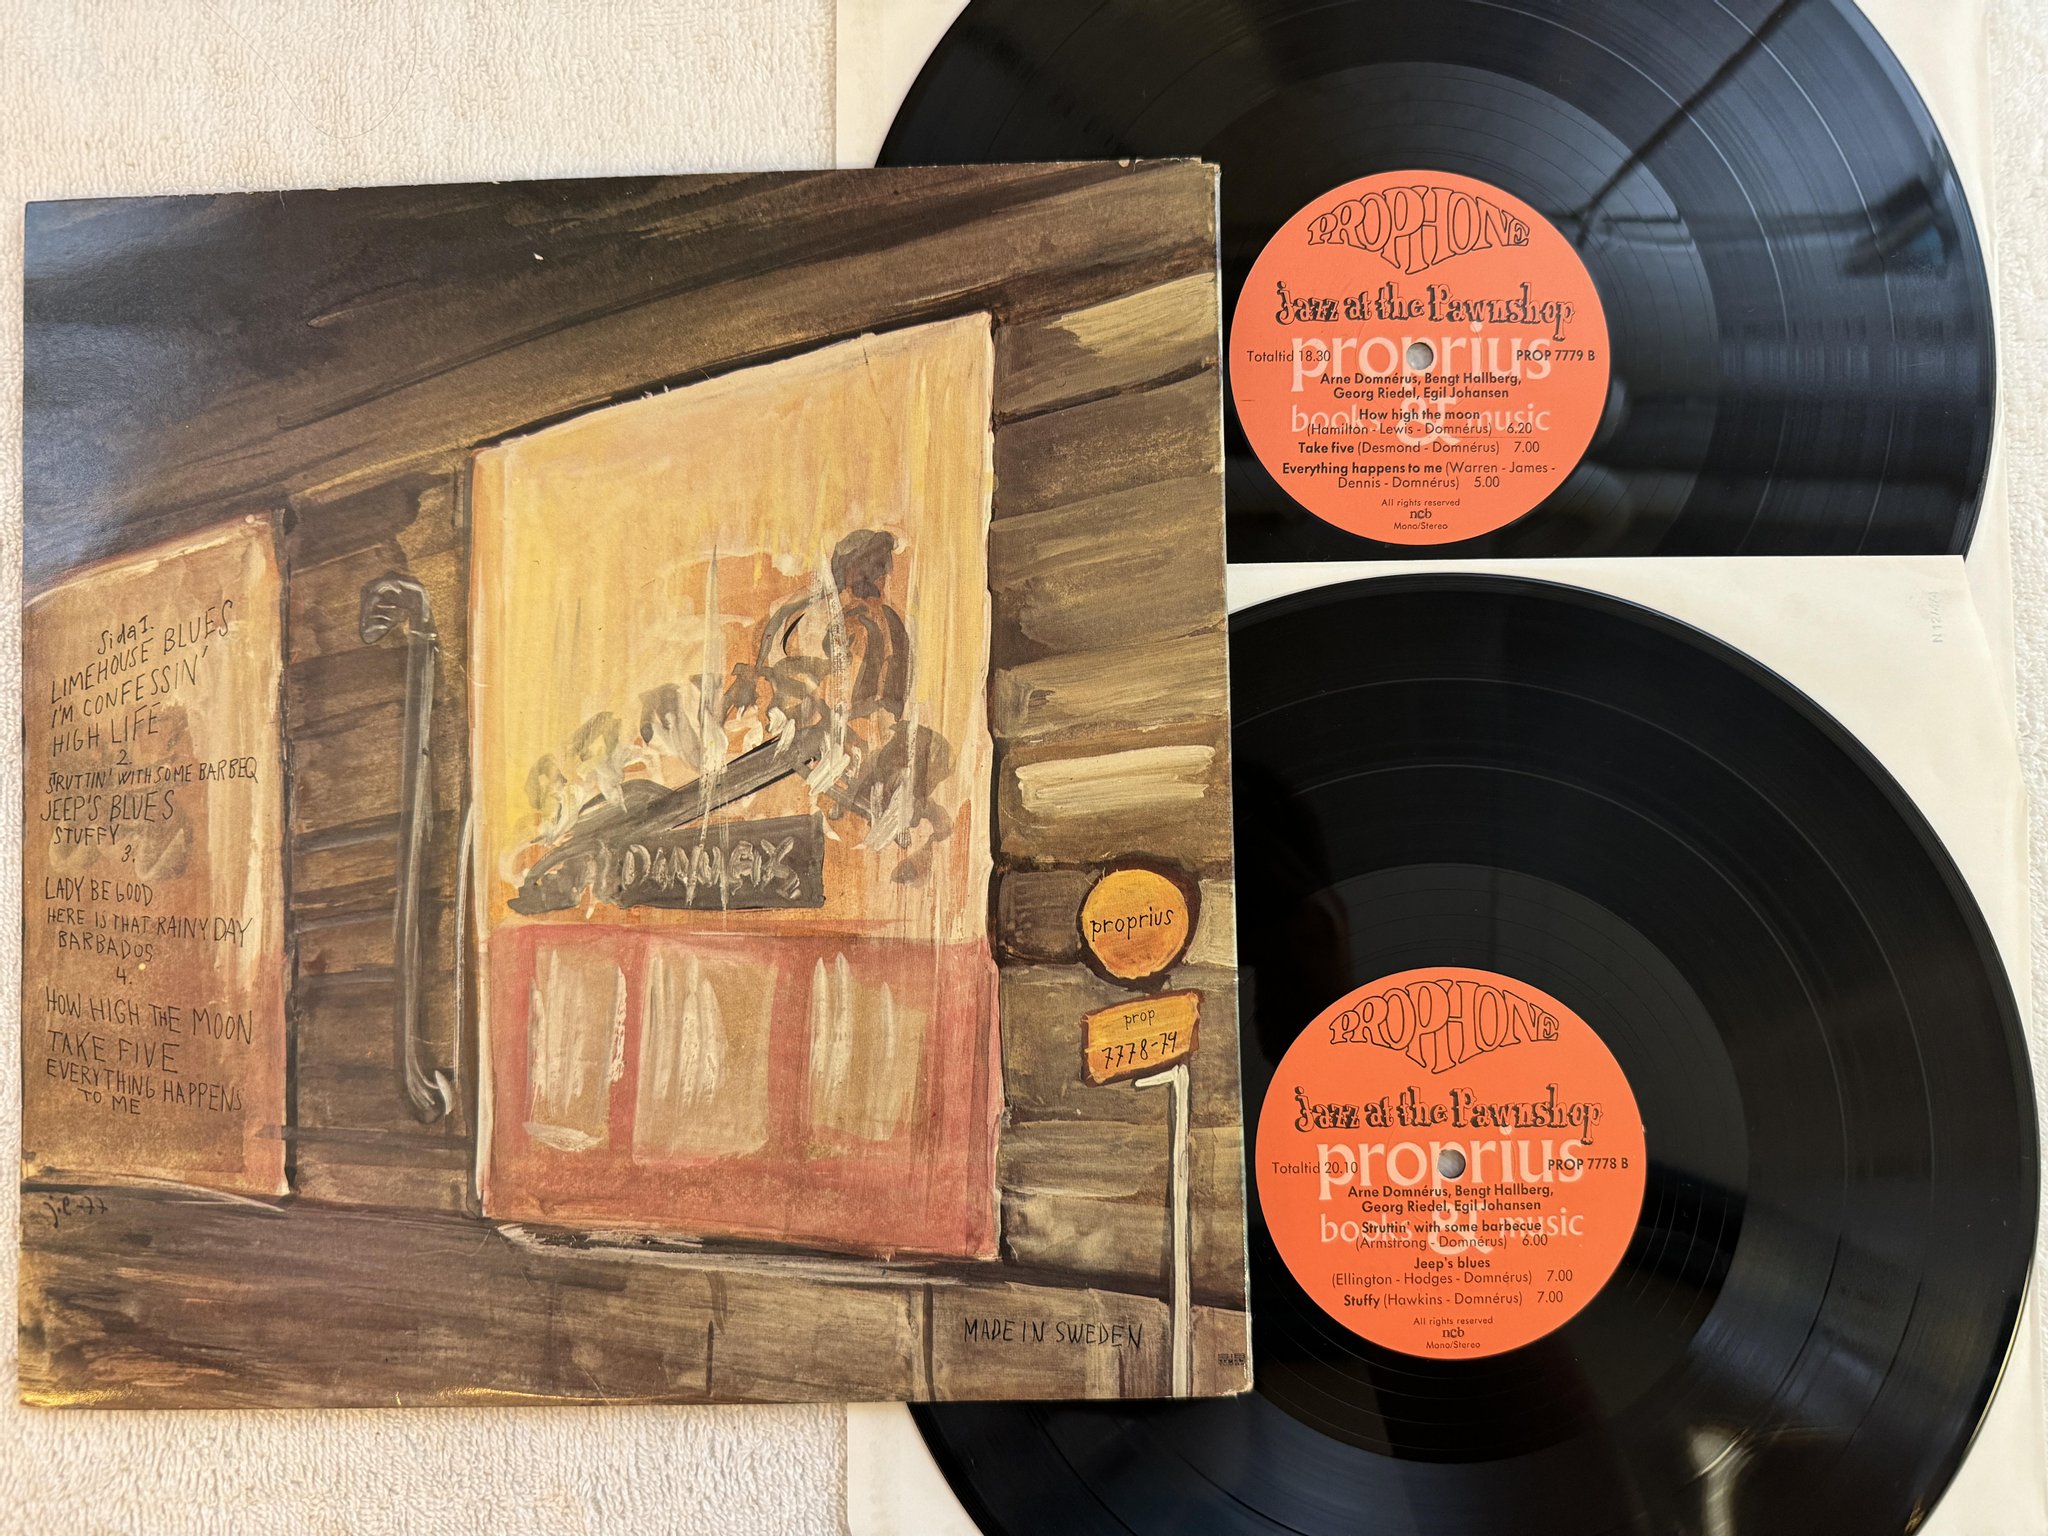 Sida 1.
LIMEHOUSE BLUES
I'M CONFESSIN'
HIGH LIFE
2.
STRUTTIN' WITH SOME BARBEQ
JEEP'S BLUES
STUFFY
3.
LADY BE GOOD
HERE IS THAT RAINY DAY
BARBADOS
4.
HOW HIGH THE MOON
TAKE FIVE
EVERYTHING HAPPENS
TO ME
j.e -77
proprius
prop
7778-79
MADE IN SWEDEN
PROPHONE
Jazz at the Pawnshop
proprius
Totaltid 18.30 PROP 7779 B
Arne Domnérus, Bengt Hallberg,
Georg Riedel, Egil Johansen
books & music
How high the moon
(Hamilton - Lewis - Domnérus) 6.20
Take five (Desmond - Domnérus) 7.00
Everything happens to me (Warren - James -
Dennis - Domnérus) 5.00
All rights reserved
ncb
Mono/Stereo
PROPHONE
Jazz at the Pawnshop
proprius
Totaltid 20.10 PROP 7778 B
Arne Domnérus, Bengt Hallberg,
Georg Riedel, Egil Johansen
books & music
Struttin' with some barbecue
(Armstrong - Domnérus) 6.00
Jeep's blues
(Ellington - Hodges - Domnérus) 7.00
Stuffy (Hawkins - Domnérus) 7.00
All rights reserved
ncb
Mono/Stereo